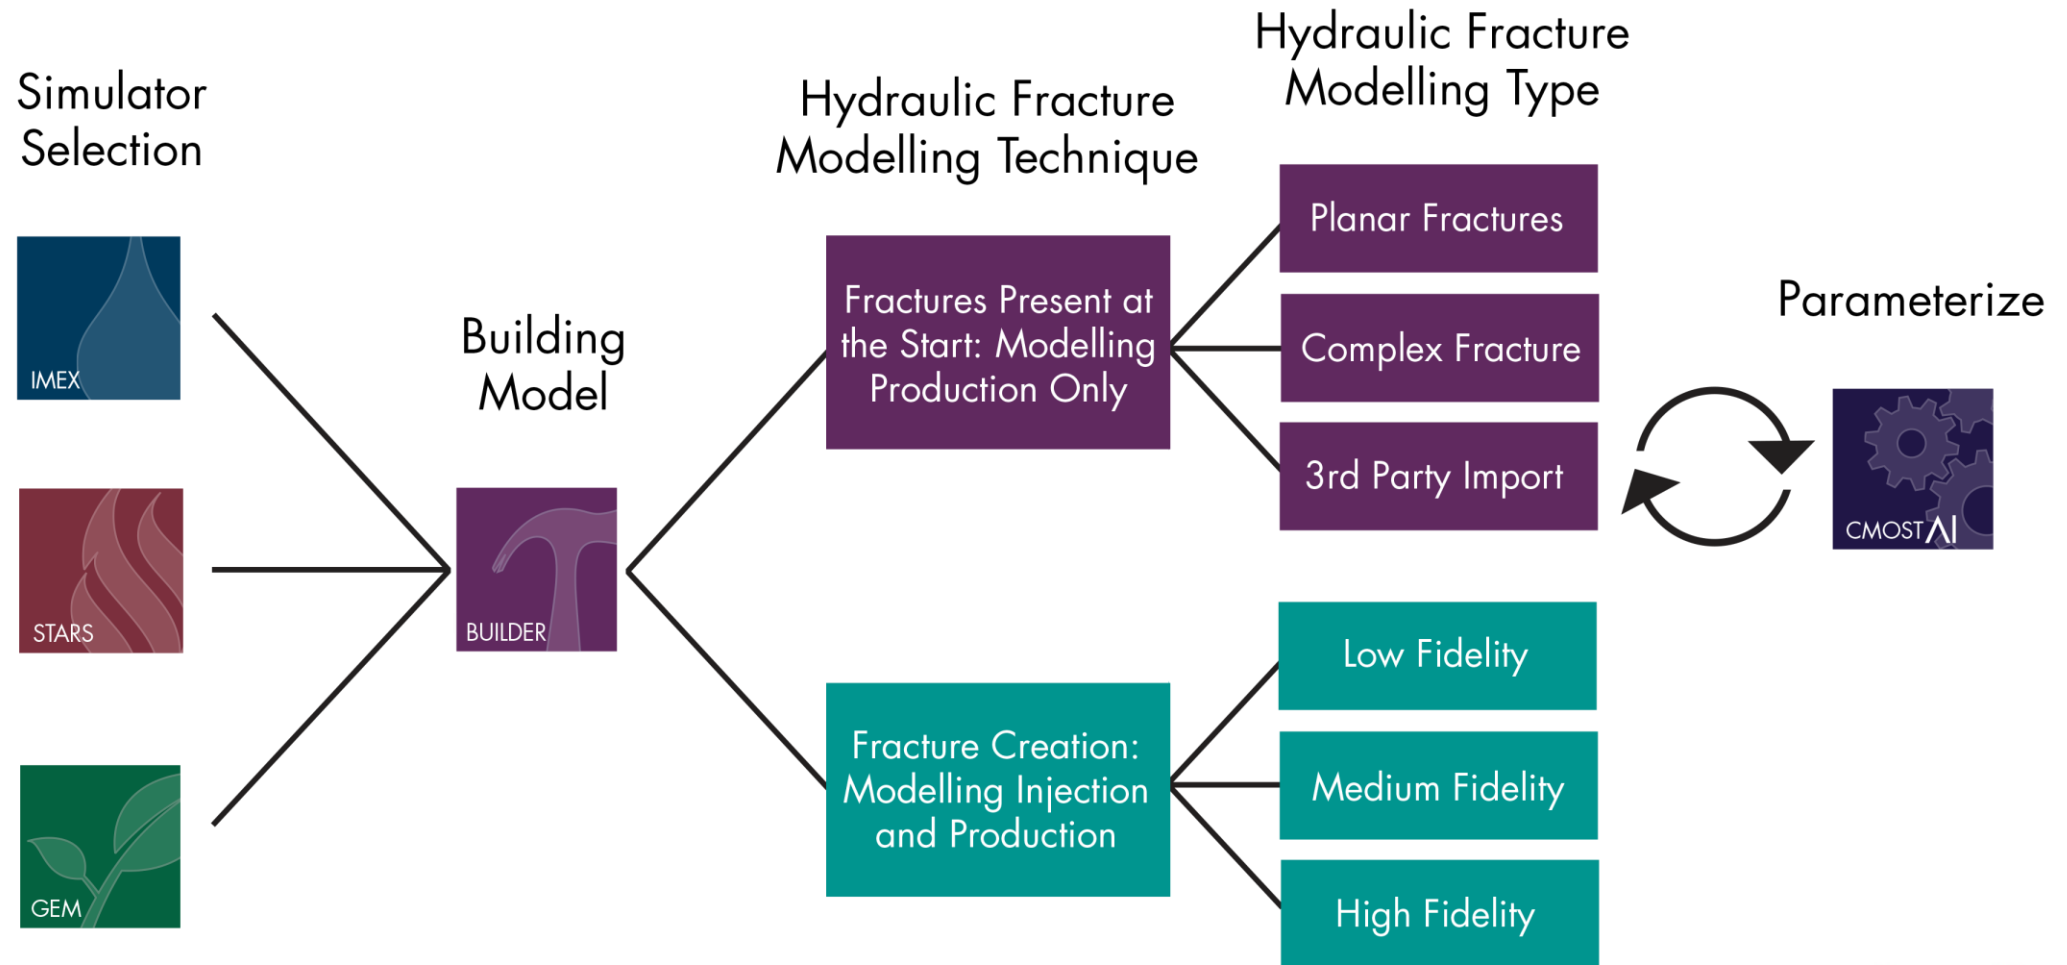 Simulator
Selection
IMEX
STARS
GEM
Building
Model
BUILDER
Hydraulic Fracture
Modelling Technique
Fractures Present at
the Start: Modelling
Production Only
Fracture Creation:
Modelling Injection
and Production
Hydraulic Fracture
Modelling Type
Planar Fractures
Complex Fracture
3rd Party Import
Low Fidelity
Medium Fidelity
High Fidelity
Parameterize
CMOST AI